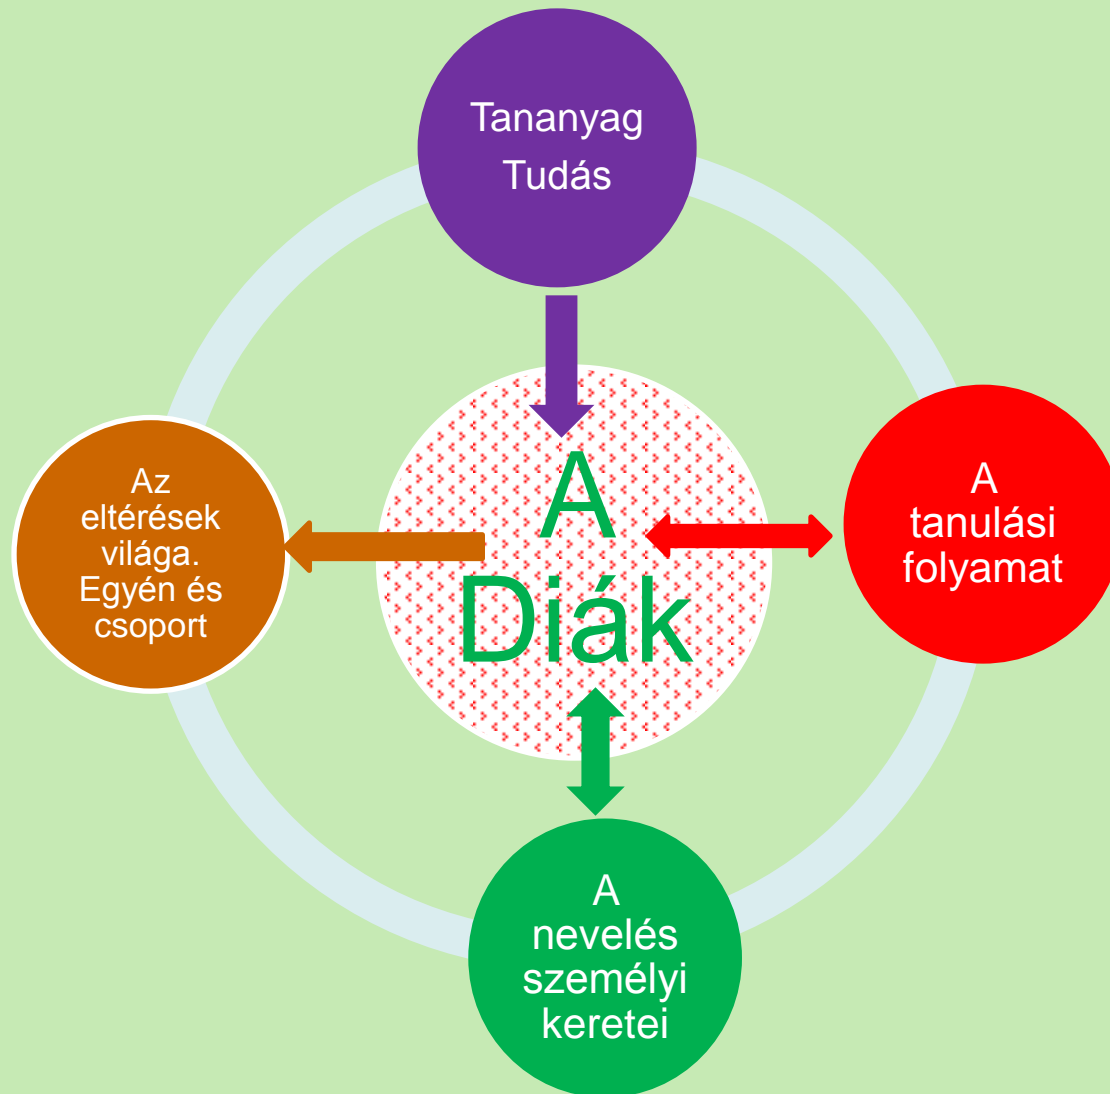 Tananyag
Tudás
Az
eltérések
világa.
Egyén és
csoport
A
Diák
A
tanulási
folyamat
A
nevelés
személyi
keretei